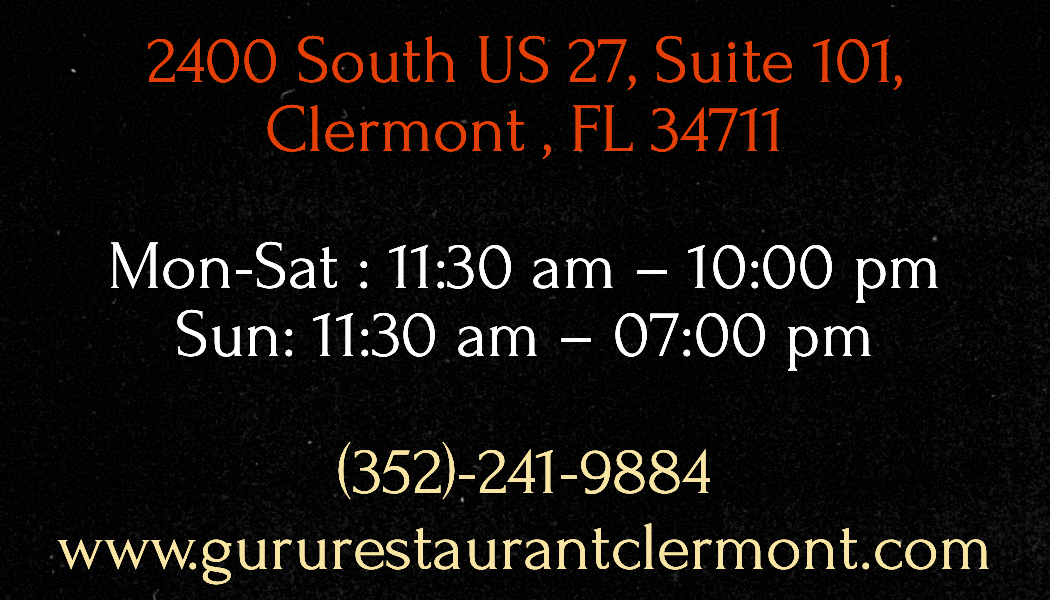 2400 South US 27, Suite 101,
Clermont , FL 34711
Mon-Sat : 11:30 am – 10:00 pm
Sun: 11:30 am – 07:00 pm
(352)-241-9884
www.gururestaurantclermont.com